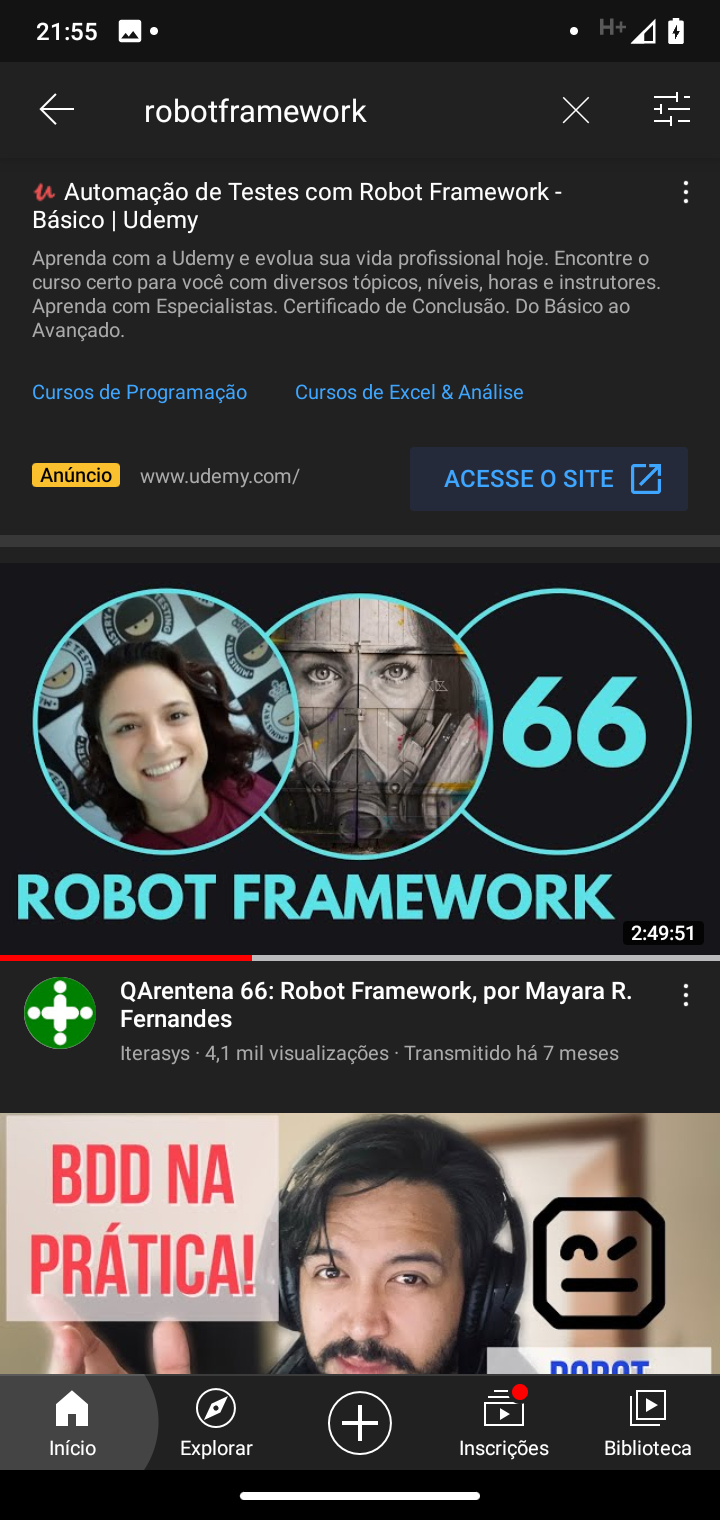 21:55
H+
robotframework
Automação de Testes com Robot Framework -
Básico | Udemy
Aprenda com a Udemy e evolua sua vida profissional hoje. Encontre o
curso certo para você com diversos tópicos, níveis, horas e instrutores.
Aprenda com Especialistas. Certificado de Conclusão. Do Básico ao
Avançado.
Cursos de Programação
Cursos de Excel & Análise
Anúncio
www.udemy.com/
ACESSE O SITE
66
ROBOT FRAMEWORK
2:49:51
QArentena 66: Robot Framework, por Mayara R.
Fernandes
Iterasys · 4,1 mil visualizações · Transmitido há 7 meses
BDD NA
PRÁTICA!
ROBOT
Início
Explorar
Inscrições
Biblioteca